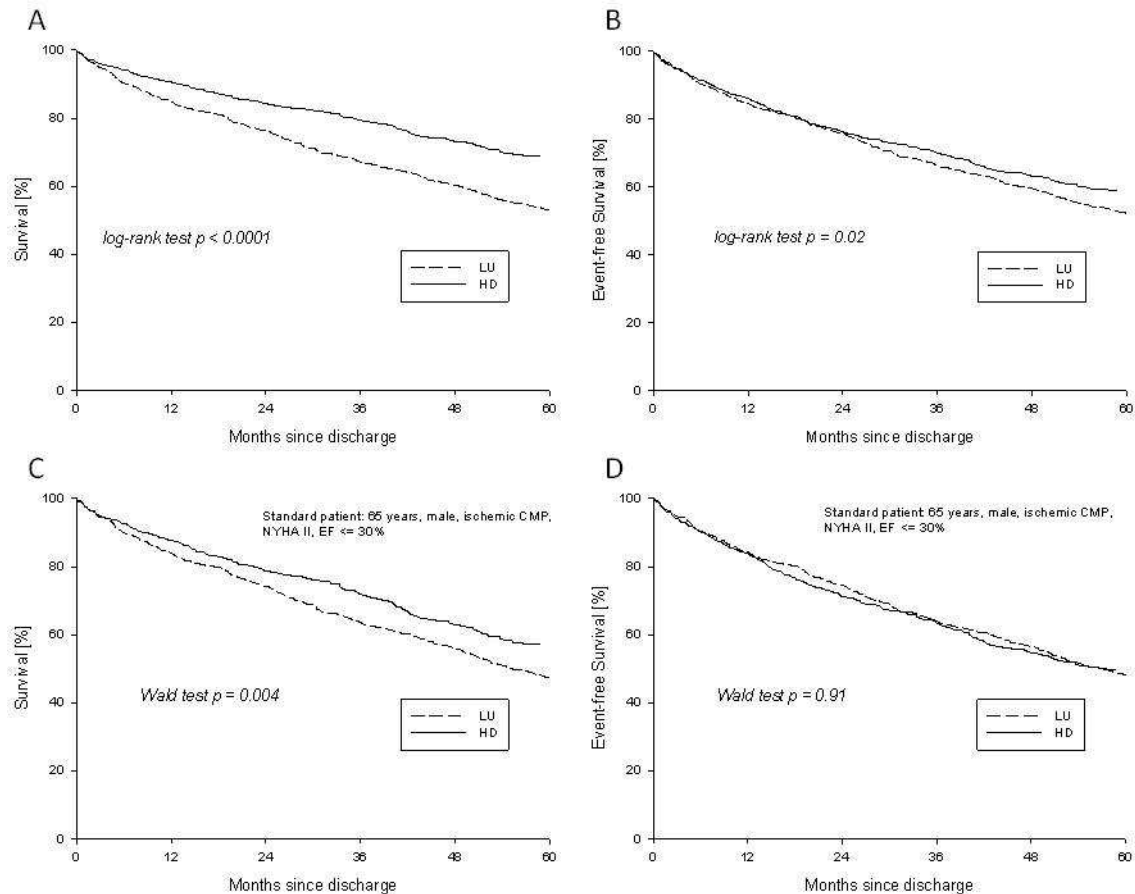 A
100
80
60
40
20
0
Survival [%]
log-rank test p < 0.0001
LU
HD
0 12 24 36 48 60
Months since discharge
B
100
80
60
40
20
0
Event-free Survival [%]
log-rank test p = 0.02
LU
HD
0 12 24 36 48 60
Months since discharge
C
100
80
60
40
20
0
Survival [%]
Standard patient: 65 years, male, ischemic CMP,
NYHA II, EF <= 30%
Wald test p = 0.004
LU
HD
0 12 24 36 48 60
Months since discharge
D
100
80
60
40
20
0
Event-free Survival [%]
Standard patient: 65 years, male, ischemic CMP,
NYHA II, EF <= 30%
Wald test p = 0.91
LU
HD
0 12 24 36 48 60
Months since discharge